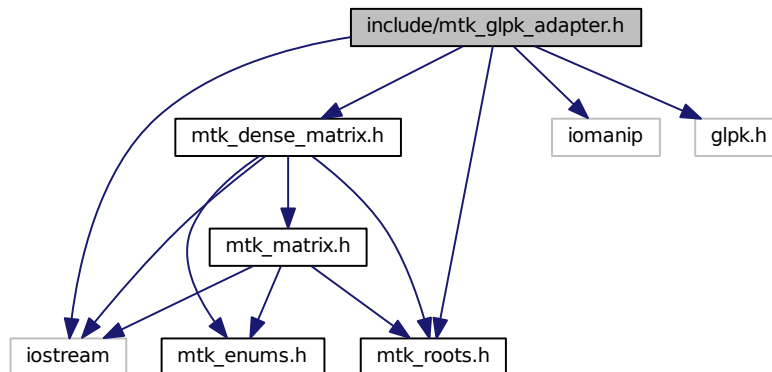 include/mtk_glpk_adapter.h
mtk_dense_matrix.h
iomanip
glpk.h
mtk_matrix.h
iostream
mtk_enums.h
mtk_roots.h